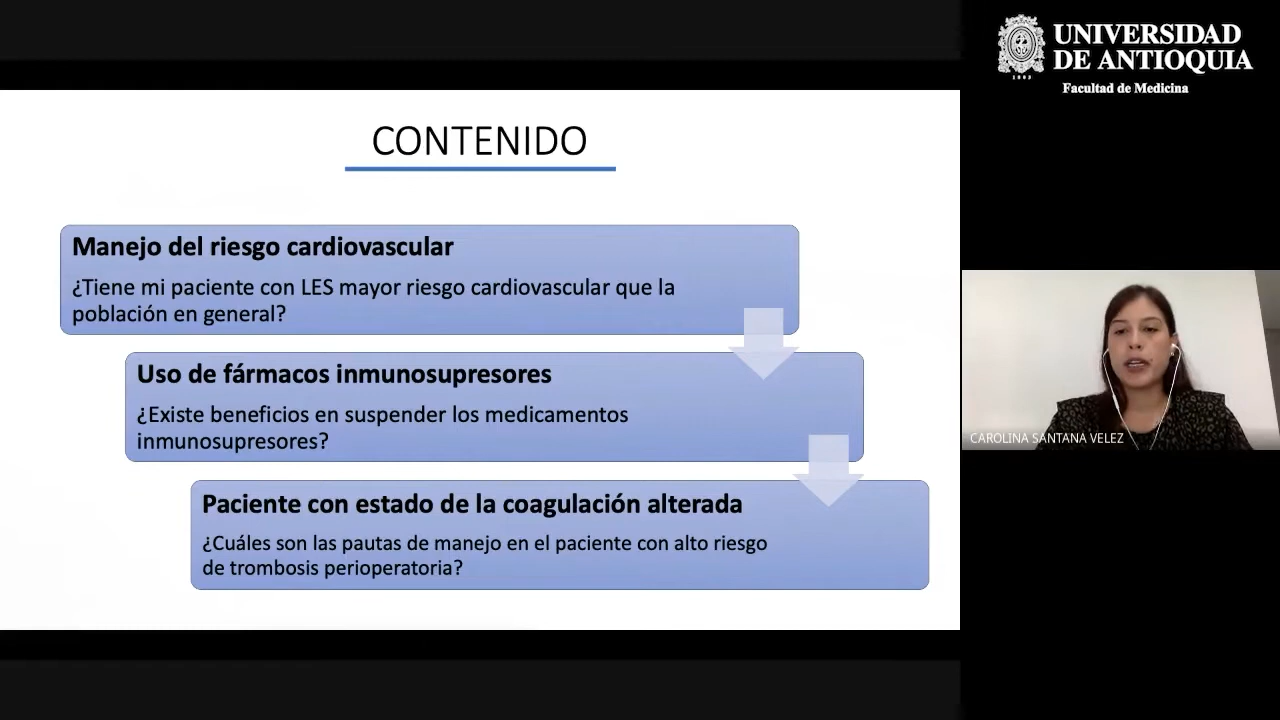 UNIVERSIDAD
DE ANTIOQUIA
1803
Facultad de Medicina
CONTENIDO
Manejo del riesgo cardiovascular
¿Tiene mi paciente con LES mayor riesgo cardiovascular que la
población en general?
Uso de fármacos inmunosupresores
¿Existe beneficios en suspender los medicamentos
inmunosupresores?
Paciente con estado de la coagulación alterada
¿Cuáles son las pautas de manejo en el paciente con alto riesgo
de trombosis perioperatoria?
CAROLINA SANTANA VELEZ